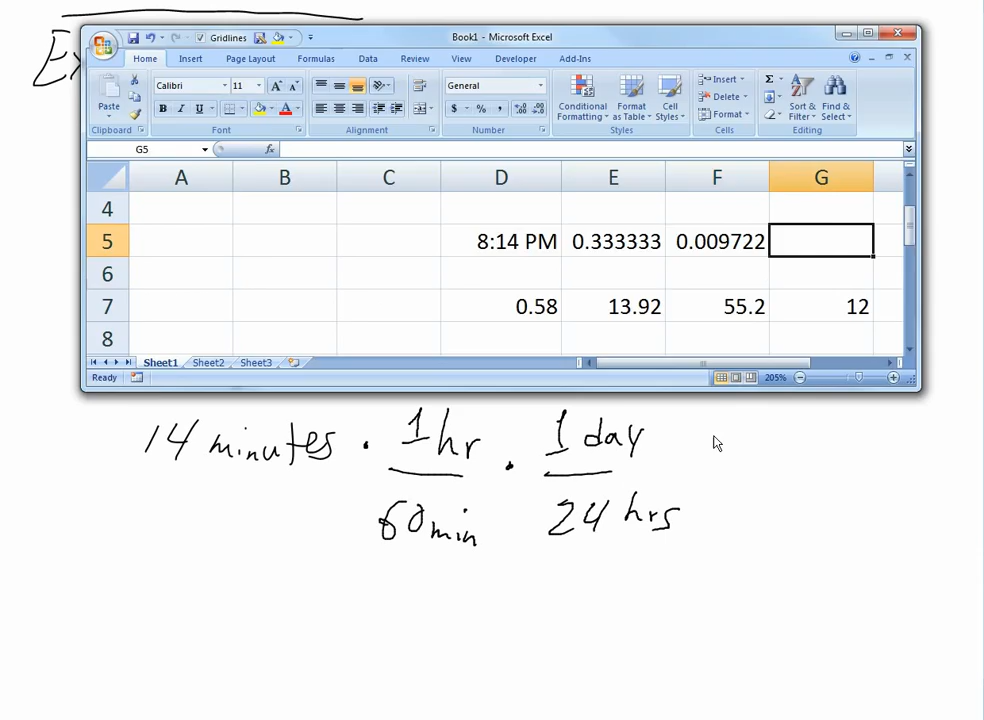 Ex
Gridlines
Book1 - Microsoft Excel
Home Insert Page Layout Formulas Data Review View Developer Add-Ins
Paste
Calibri 11
B I U A
$ % ,
Conditional Formatting
Format as Table
Cell Styles
Insert
Delete
Format
Σ
Sort & Filter
Find & Select
Clipboard Font Alignment Number Styles Cells Editing
G5 fx
A B C D E F G
4
5 8:14 PM 0.333333 0.009722
6
7 0.58 13.92 55.2 12
8
Sheet1 Sheet2 Sheet3
Ready 205%
14 minutes · 1 hr · 1 day
60 min 24 hrs